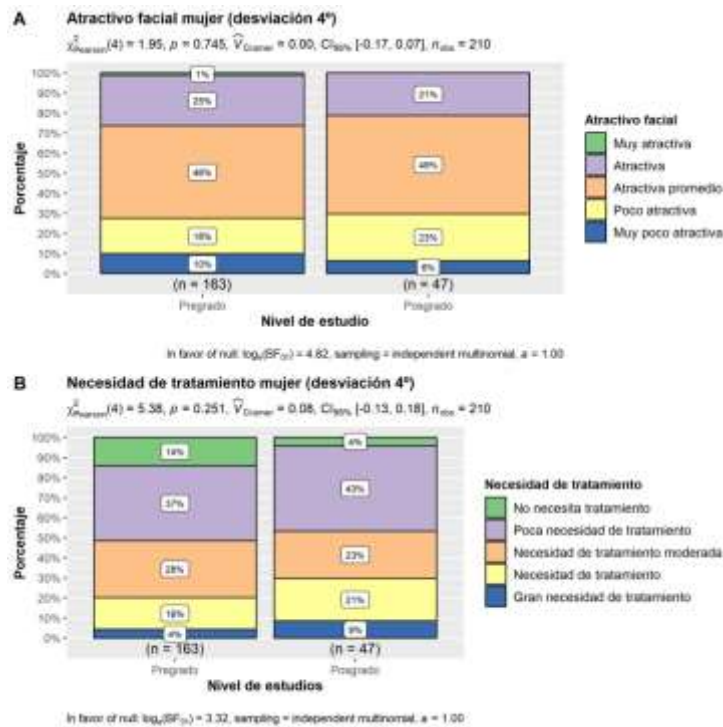 A Atractivo facial mujer (desviación 4º)
χ²Pearson(4) = 1.95, p = 0.745, V̂Cramer = 0.00, CI95% [-0.17, 0.07], nobs = 210
100%
90%
80%
70%
60%
50%
40%
30%
20%
10%
0%
Porcentaje
1%
25%
46%
18%
10%
21%
49%
23%
6%
(n = 163)
(n = 47)
Pregrado
Posgrado
Nivel de estudio
Atractivo facial
Muy atractiva
Atractiva
Atractiva promedio
Poco atractiva
Muy poco atractiva
In favor of null: loge(BF01) = 4.82, sampling = independent multinomial, a = 1.00
B Necesidad de tratamiento mujer (desviación 4º)
χ²Pearson(4) = 5.38, p = 0.251, V̂Cramer = 0.08, CI95% [-0.13, 0.18], nobs = 210
100%
90%
80%
70%
60%
50%
40%
30%
20%
10%
0%
Porcentaje
14%
37%
28%
16%
4%
4%
43%
23%
21%
9%
(n = 163)
(n = 47)
Pregrado
Posgrado
Nivel de estudios
Necesidad de tratamiento
No necesita tratamiento
Poca necesidad de tratamiento
Necesidad de tratamiento moderada
Necesidad de tratamiento
Gran necesidad de tratamiento
In favor of null: loge(BF01) = 3.32, sampling = independent multinomial, a = 1.00